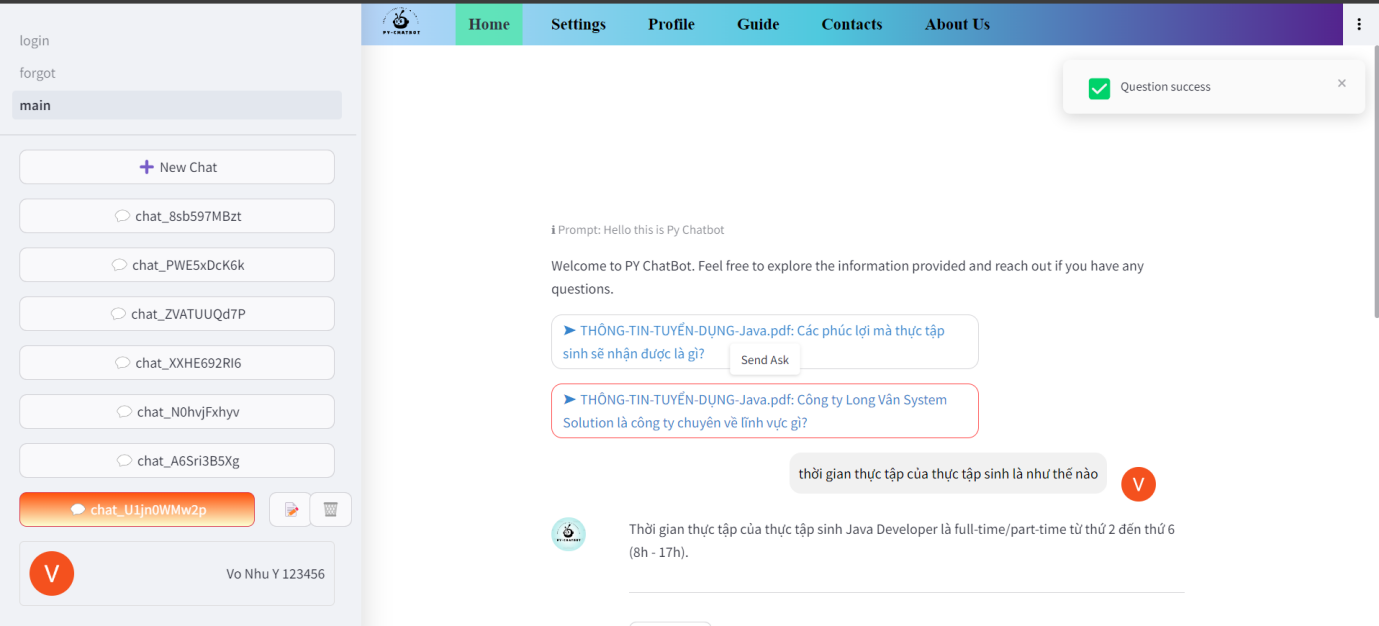 login
forgot
main
New Chat
chat_8sb597MBzt
chat_PWE5xDcK6k
chat_ZVATUUQd7P
chat_XXHE692RI6
chat_N0hvjFxhyv
chat_A6Sri3B5Xg
chat_U1jn0WMw2p
V
Vo Nhu Y 123456
PY-CHATBOT
Home Settings Profile Guide Contacts About Us
Question success
Prompt: Hello this is Py Chatbot
Welcome to PY ChatBot. Feel free to explore the information provided and reach out if you have any
questions.
THÔNG-TIN-TUYỂN-DỤNG-Java.pdf: Các phúc lợi mà thực tập
sinh sẽ nhận được là gì?
Send Ask
THÔNG-TIN-TUYỂN-DỤNG-Java.pdf: Công ty Long Vân System
Solution là công ty chuyên về lĩnh vực gì?
thời gian thực tập của thực tập sinh là như thế nào
V
PY-CHATBOT
Thời gian thực tập của thực tập sinh Java Developer là full-time/part-time từ thứ 2 đến thứ 6
(8h - 17h).